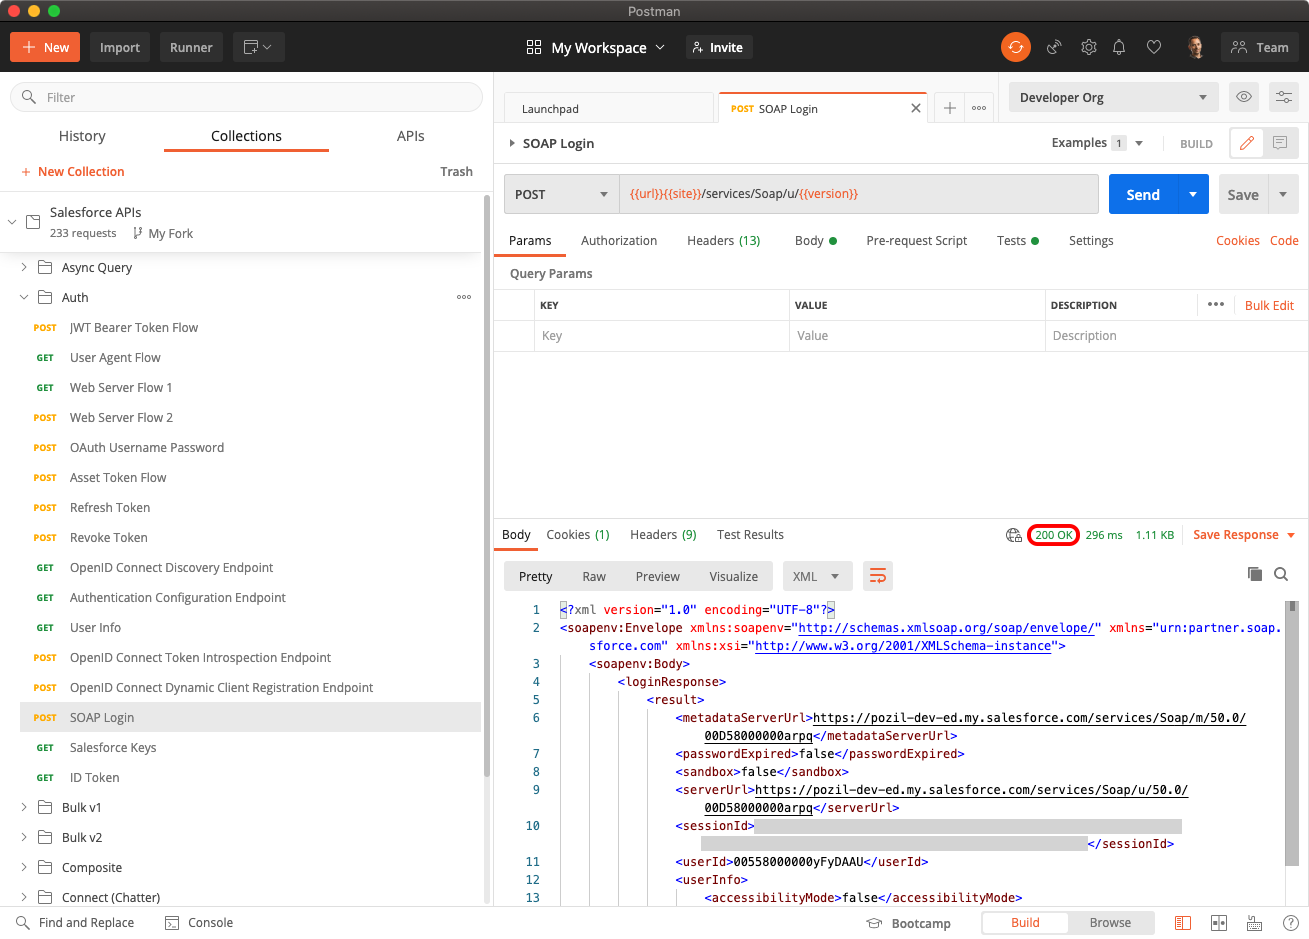 Postman
New
Import
Runner
My Workspace
Invite
Team
Filter
History
Collections
APIs
New Collection
Trash
Salesforce APIs
233 requests
My Fork
Async Query
Auth
POST JWT Bearer Token Flow
GET User Agent Flow
GET Web Server Flow 1
POST Web Server Flow 2
POST OAuth Username Password
POST Asset Token Flow
POST Refresh Token
POST Revoke Token
GET OpenID Connect Discovery Endpoint
GET Authentication Configuration Endpoint
GET User Info
POST OpenID Connect Token Introspection Endpoint
POST OpenID Connect Dynamic Client Registration Endpoint
POST SOAP Login
GET Salesforce Keys
GET ID Token
Bulk v1
Bulk v2
Composite
Connect (Chatter)
Launchpad
POST SOAP Login
Developer Org
SOAP Login
Examples 1
BUILD
POST
{{url}}{{site}}/services/Soap/u/{{version}}
Send
Save
Params
Authorization
Headers (13)
Body
Pre-request Script
Tests
Settings
Cookies
Code
Query Params
KEY
VALUE
DESCRIPTION
Bulk Edit
Key
Value
Description
Body
Cookies (1)
Headers (9)
Test Results
200 OK
296 ms
1.11 KB
Save Response
Pretty
Raw
Preview
Visualize
XML
1 <?xml version="1.0" encoding="UTF-8"?>
2 <soapenv:Envelope xmlns:soapenv="http://schemas.xmlsoap.org/soap/envelope/" xmlns="urn:partner.soap.
sforce.com" xmlns:xsi="http://www.w3.org/2001/XMLSchema-instance">
3 <soapenv:Body>
4 <loginResponse>
5 <result>
6 <metadataServerUrl>https://pozil-dev-ed.my.salesforce.com/services/Soap/m/50.0/
00D58000000arpq</metadataServerUrl>
7 <passwordExpired>false</passwordExpired>
8 <sandbox>false</sandbox>
9 <serverUrl>https://pozil-dev-ed.my.salesforce.com/services/Soap/u/50.0/
00D58000000arpq</serverUrl>
10 <sessionId>
</sessionId>
11 <userId>00558000000yFyDAAU</userId>
12 <userInfo>
13 <accessibilityMode>false</accessibilityMode>
Find and Replace
Console
Bootcamp
Build
Browse